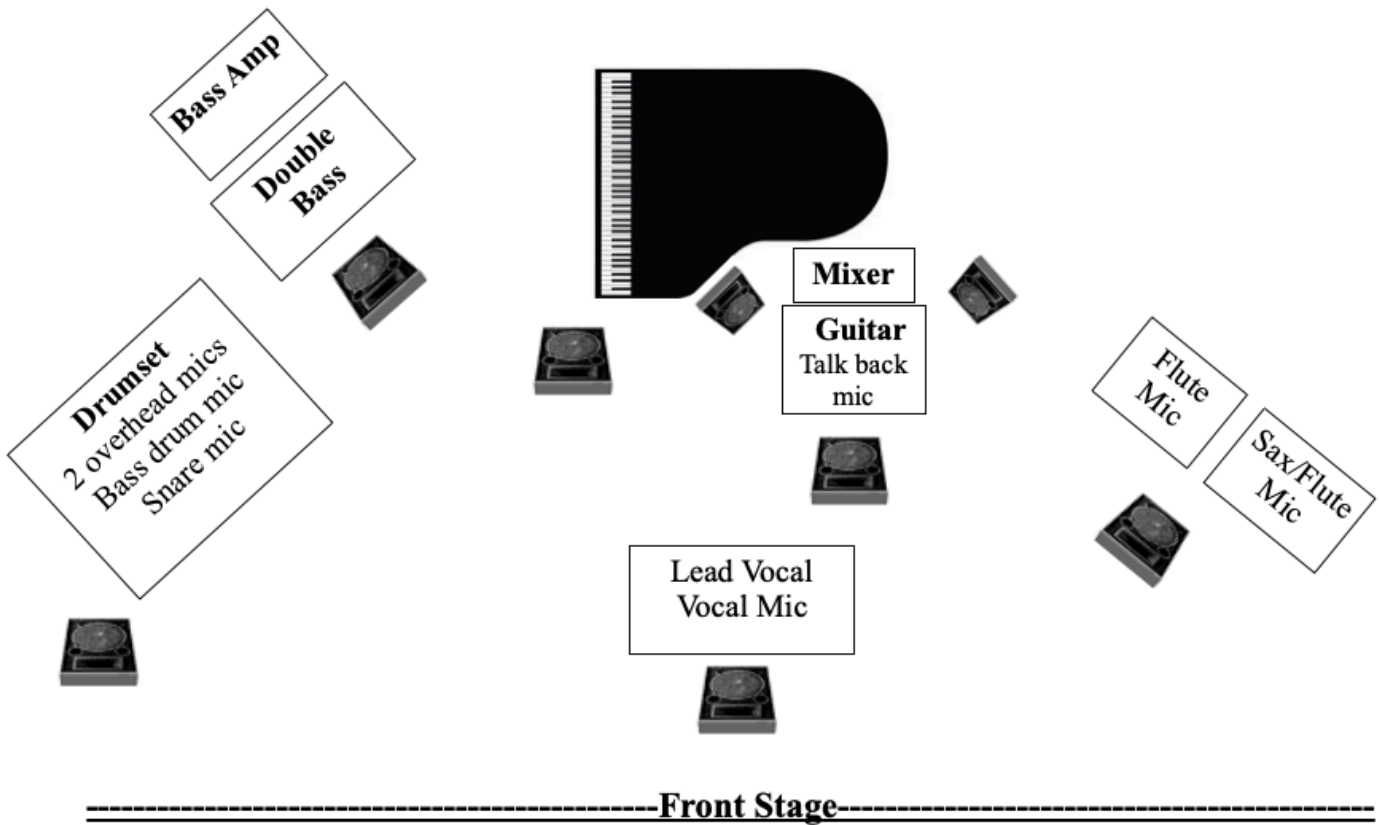 Bass Amp
Double
Bass
Mixer
Guitar
Talk back
mic
Drumset
2 overhead mics
Bass drum mic
Snare mic
Flute
Mic
Sax/Flute
Mic
Lead Vocal
Vocal Mic
Front Stage